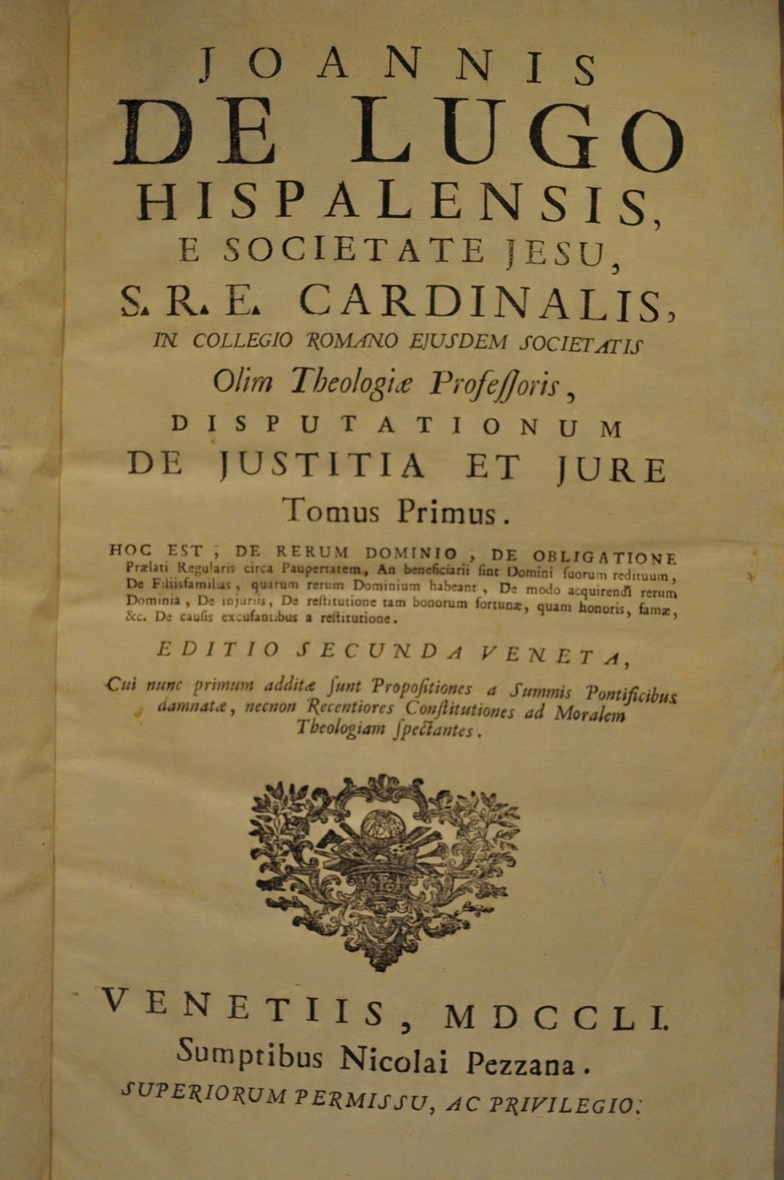 JOANNIS
DE LUGO
HISPALENSIS,
E SOCIETATE JESU,
S. R. E. CARDINALIS,
IN COLLEGIO ROMANO EJUSDEM SOCIETATIS
Olim Theologiæ Profeſſoris,
DISPUTATIONUM
DE JUSTITIA ET JURE
Tomus Primus.
HOC EST, DE RERUM DOMINIO, DE OBLIGATIONE
Prælati Regularis circa Paupertatem, An beneficiarii ſint Domini ſuorum redituum,
De Filiisfamilias, quarum rerum Dominium habeant, De modo acquirendi rerum
Dominia, De injuriis, De reſtitutione tam bonorum fortunæ, quam honoris, famæ,
&c. De cauſis excuſantibus a reſtitutione.
EDITIO SECUNDA VENETA,
Cui nunc primum additæ ſunt Propoſitiones a Summis Pontificibus
damnatæ, necnon Recentiores Conſtitutiones ad Moralem
Theologiam ſpectantes.
VENETIIS, MDCCLI.
Sumptibus Nicolai Pezzana.
SUPERIORUM PERMISSU, AC PRIVILEGIO.